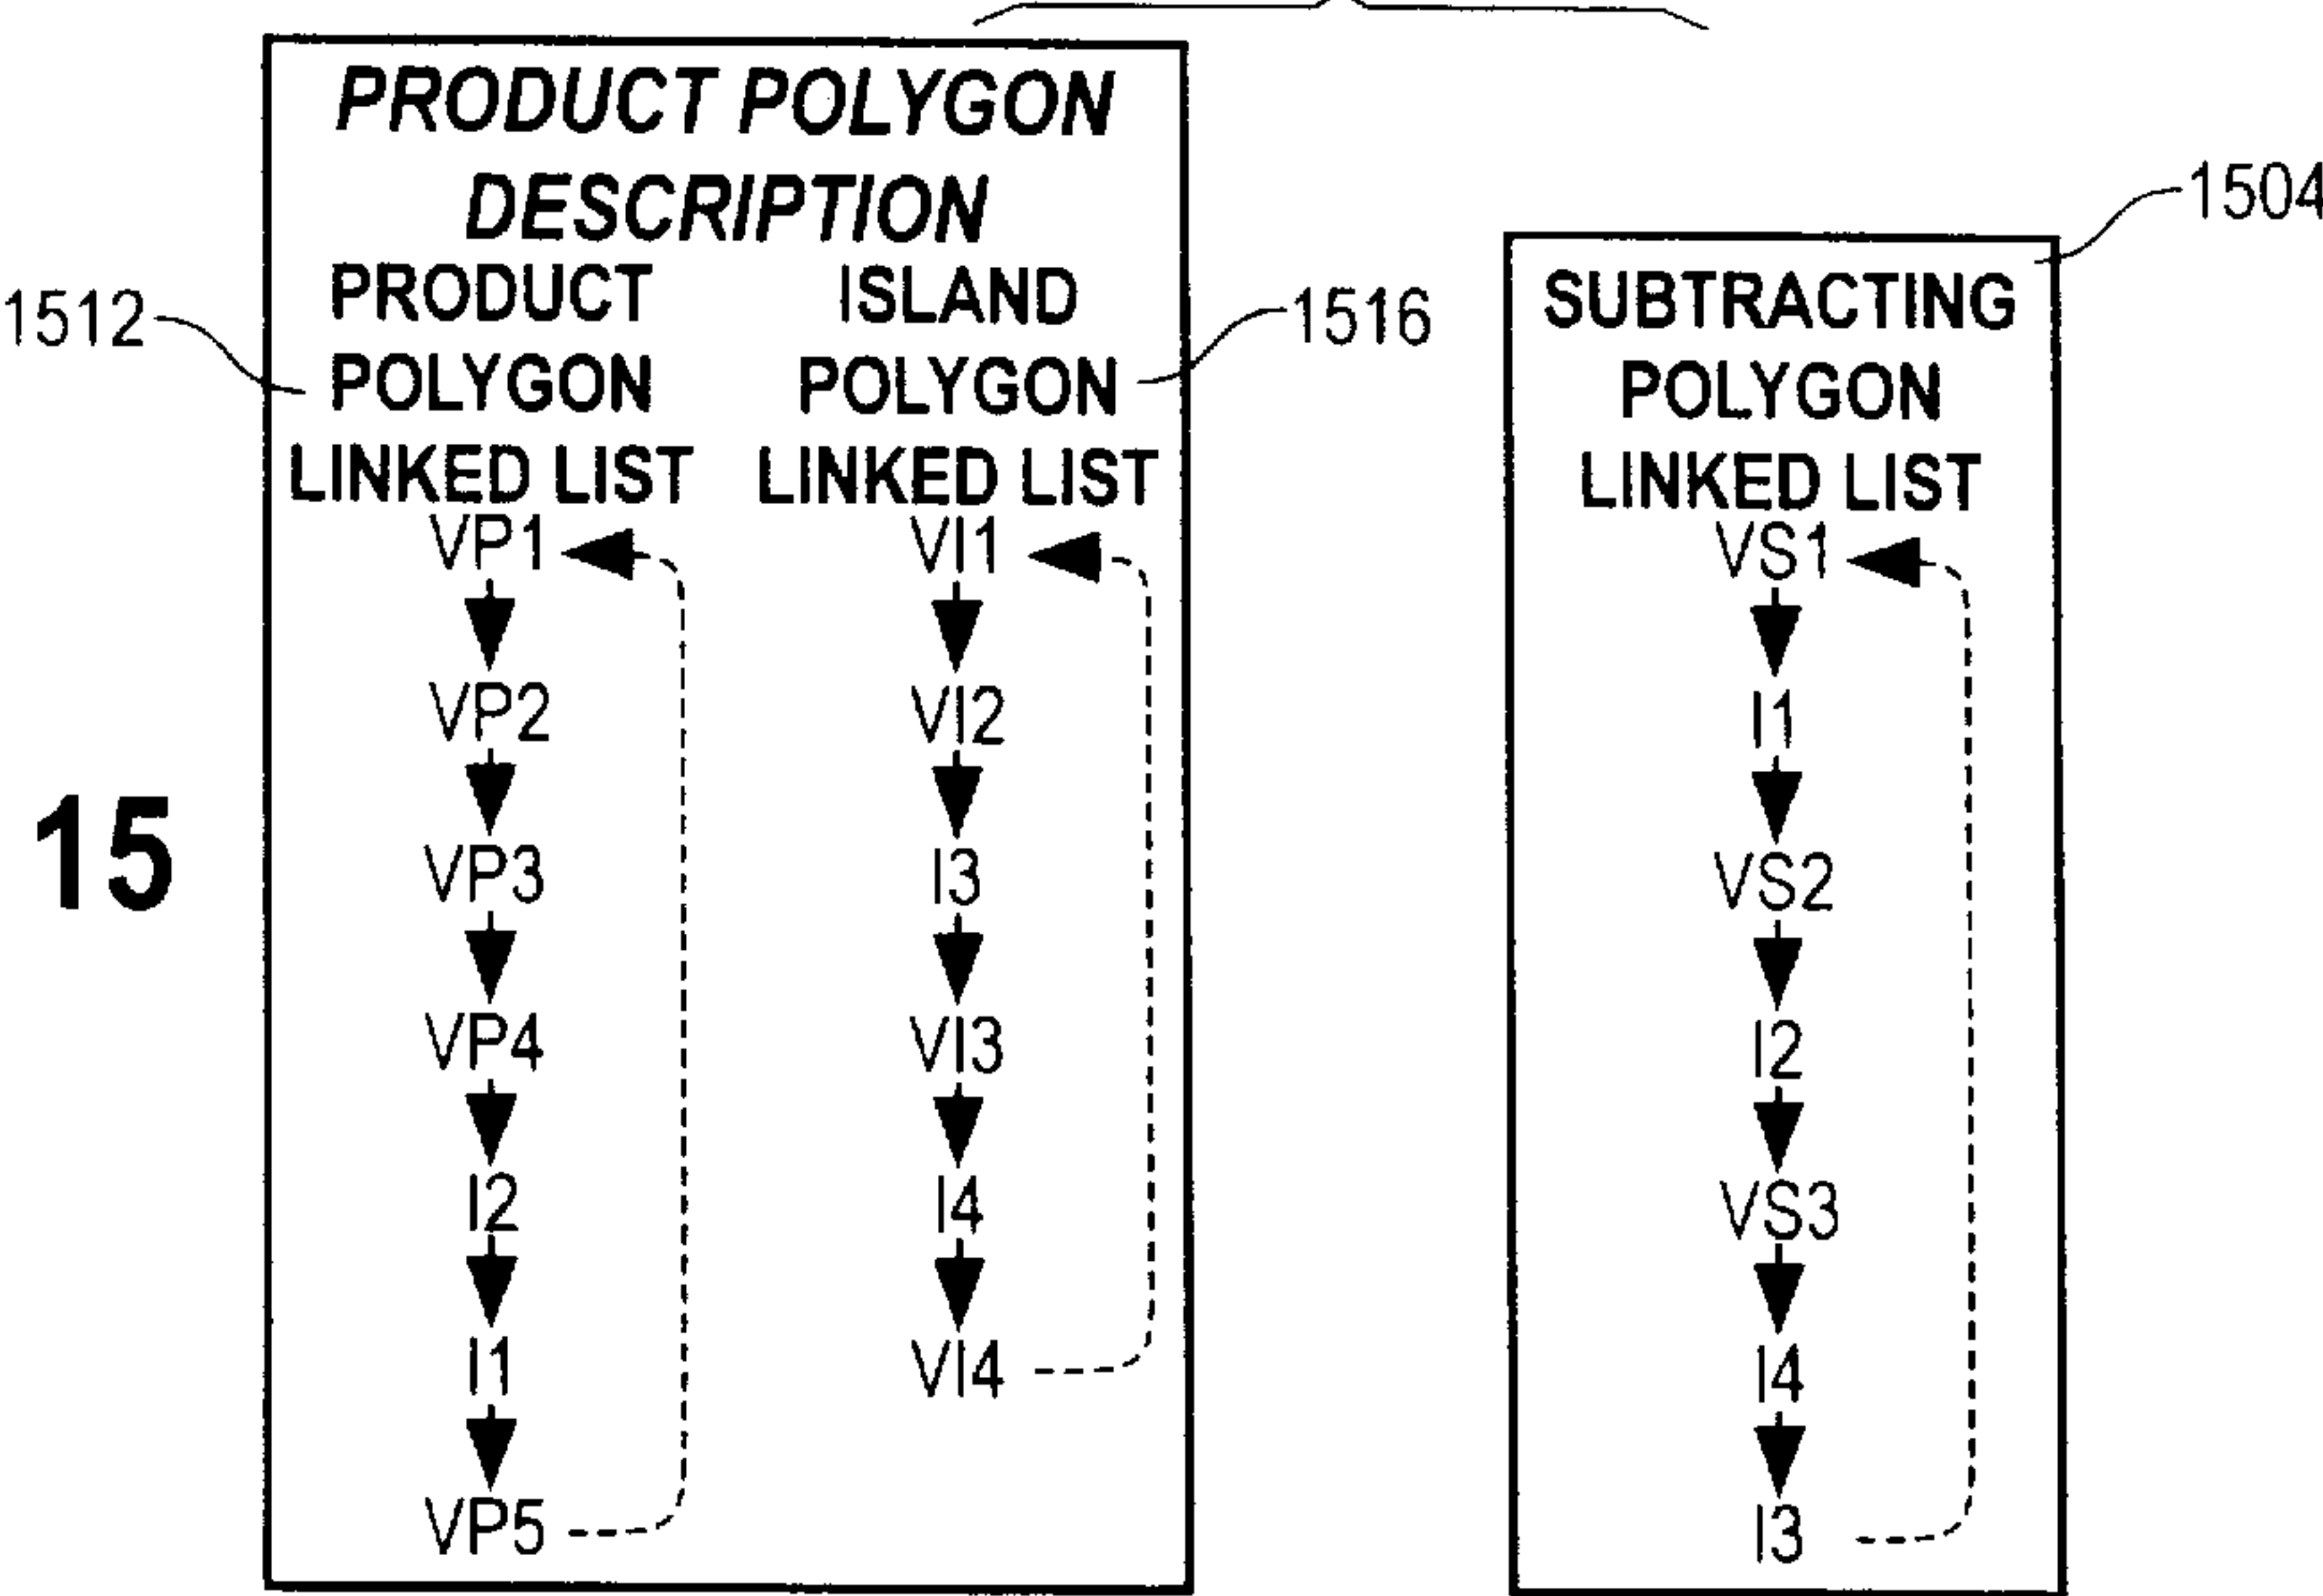 PRODUCT POLYGON
DESCRIPTION
1512
PRODUCT
POLYGON
LINKED LIST
VP1
VP2
VP3
VP4
I2
I1
VP5
1516
ISLAND
POLYGON
LINKED LIST
VI1
VI2
I3
VI3
I4
VI4
1504
SUBTRACTING
POLYGON
LINKED LIST
VS1
I1
VS2
I2
VS3
I4
I3
15